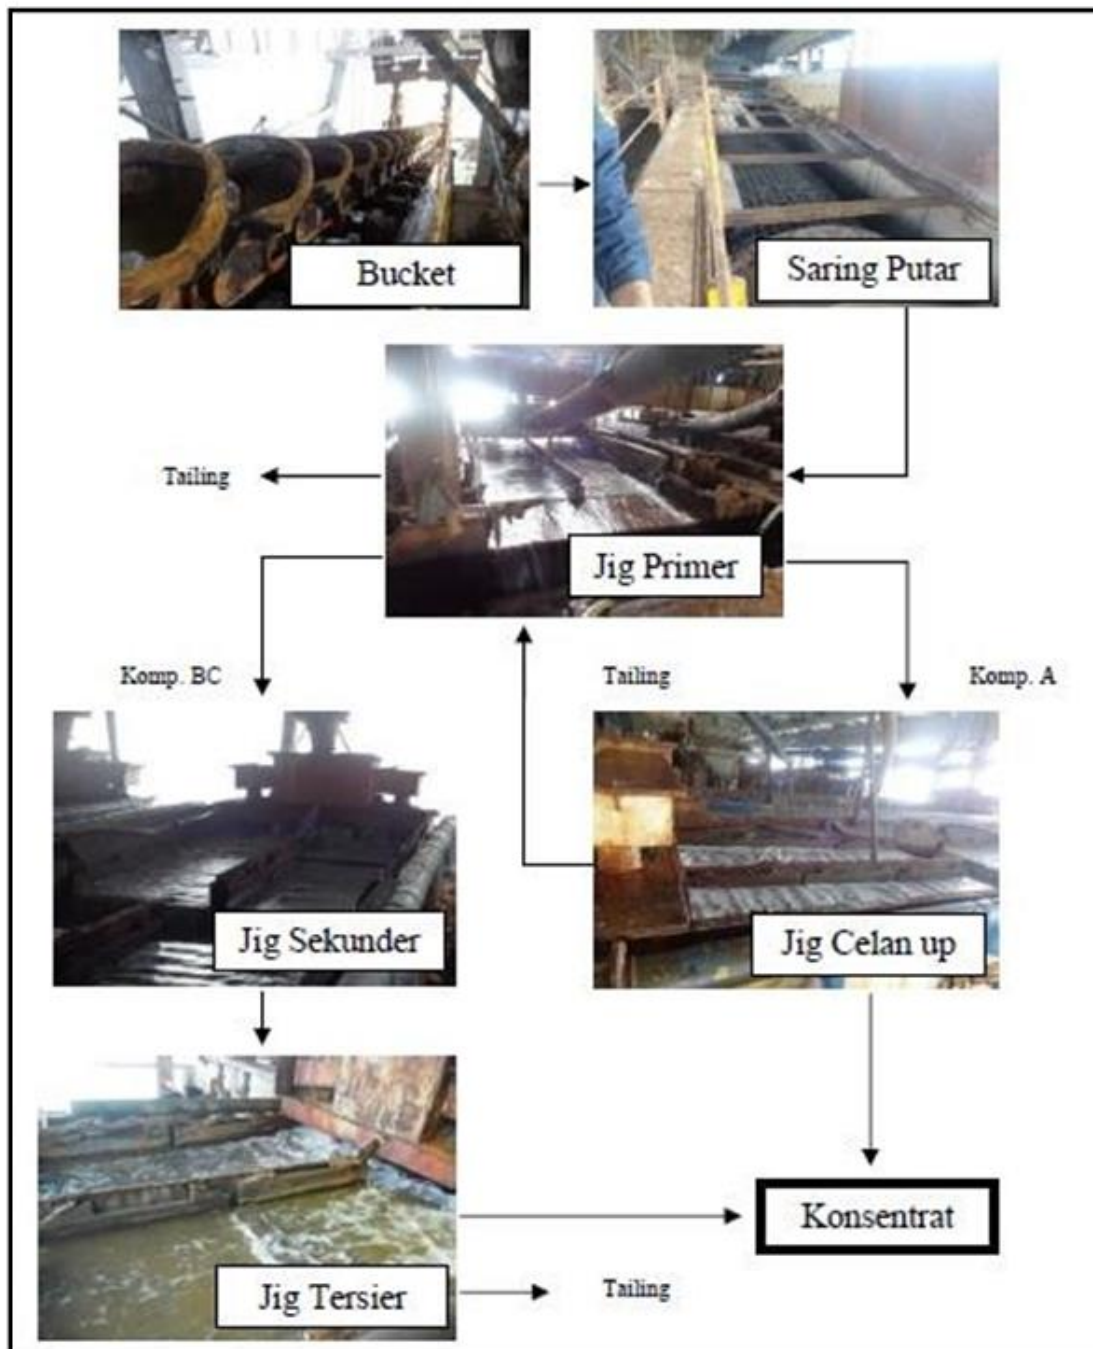 Bucket
Saring Putar
Tailing
Jig Primer
Komp. BC
Tailing
Komp. A
Jig Sekunder
Jig Celan up
Konsentrat
Jig Tersier
Tailing